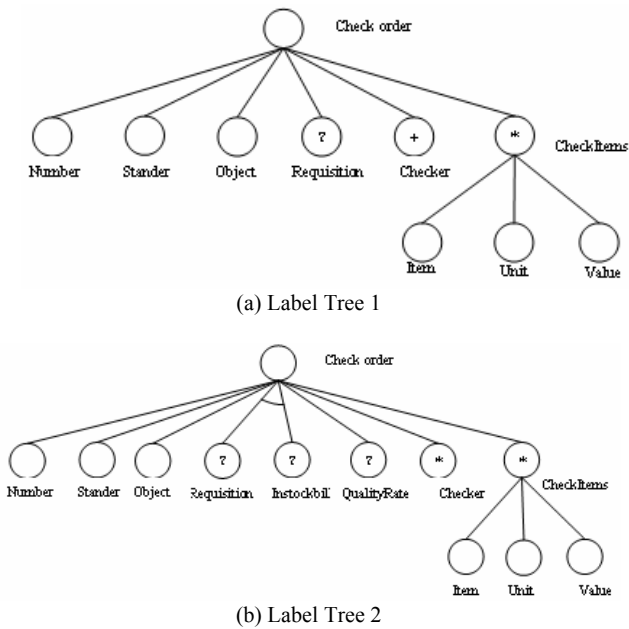 Check order
? + *
Number Stander Object Requisition Checker CheckItems
Item Unit Value
(a) Label Tree 1
Check order
? ? ? * *
Number Stander Object Requisition Instockbill QualityRate Checker CheckItems
Item Unit Value
(b) Label Tree 2